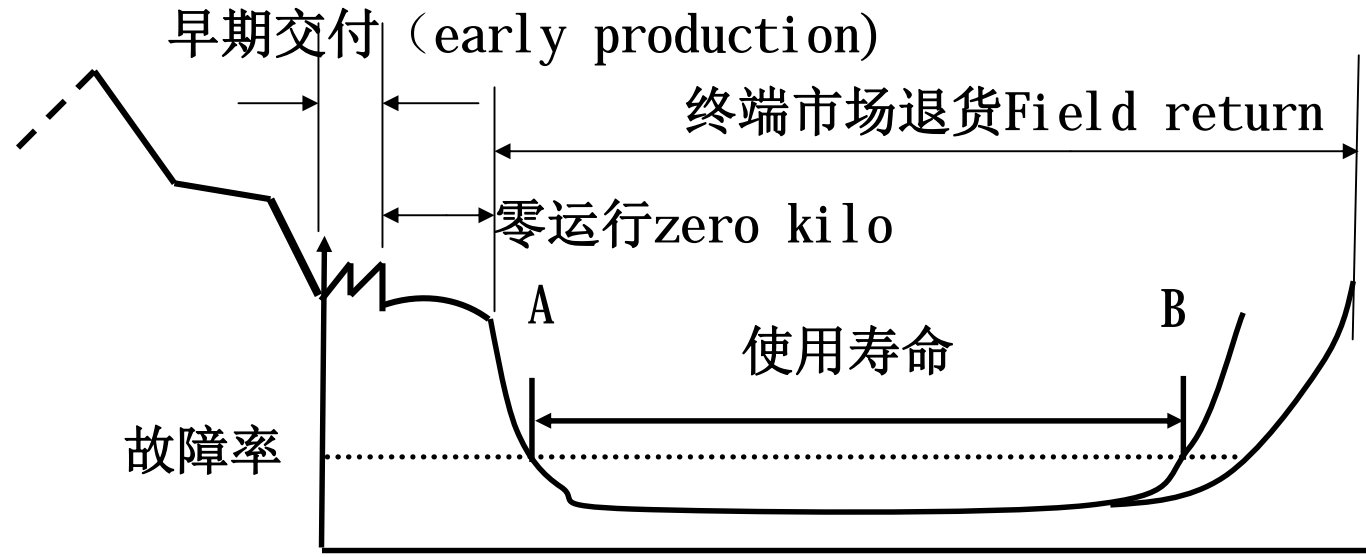 早期交付（early production)
终端市场退货Field return
零运行zero kilo
A
B
使用寿命
故障率